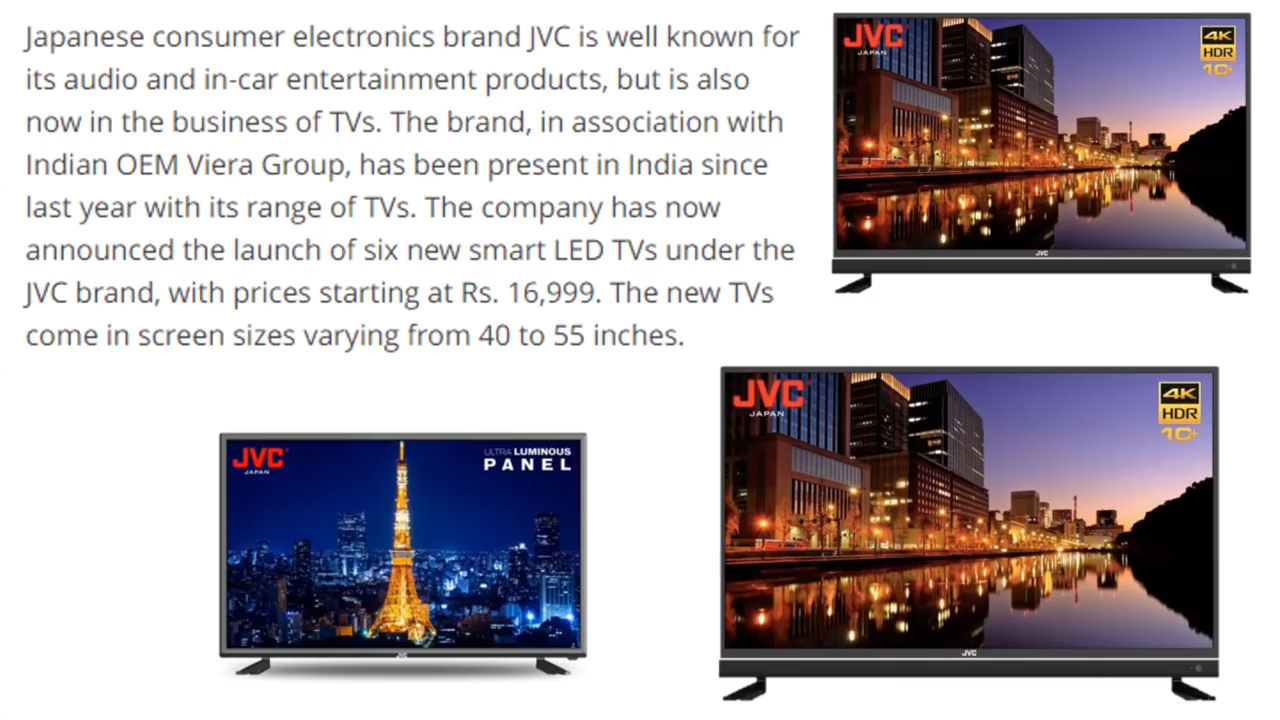 Japanese consumer electronics brand JVC is well known for
its audio and in-car entertainment products, but is also
now in the business of TVs. The brand, in association with
Indian OEM Viera Group, has been present in India since
last year with its range of TVs. The company has now
announced the launch of six new smart LED TVs under the
JVC brand, with prices starting at Rs. 16,999. The new TVs
come in screen sizes varying from 40 to 55 inches.
JVC
JAPAN
4K
HDR
10+
JVC
JVC
JAPAN
ULTRA LUMINOUS
PANEL
JVC
JVC
JAPAN
4K
HDR
10+
JVC